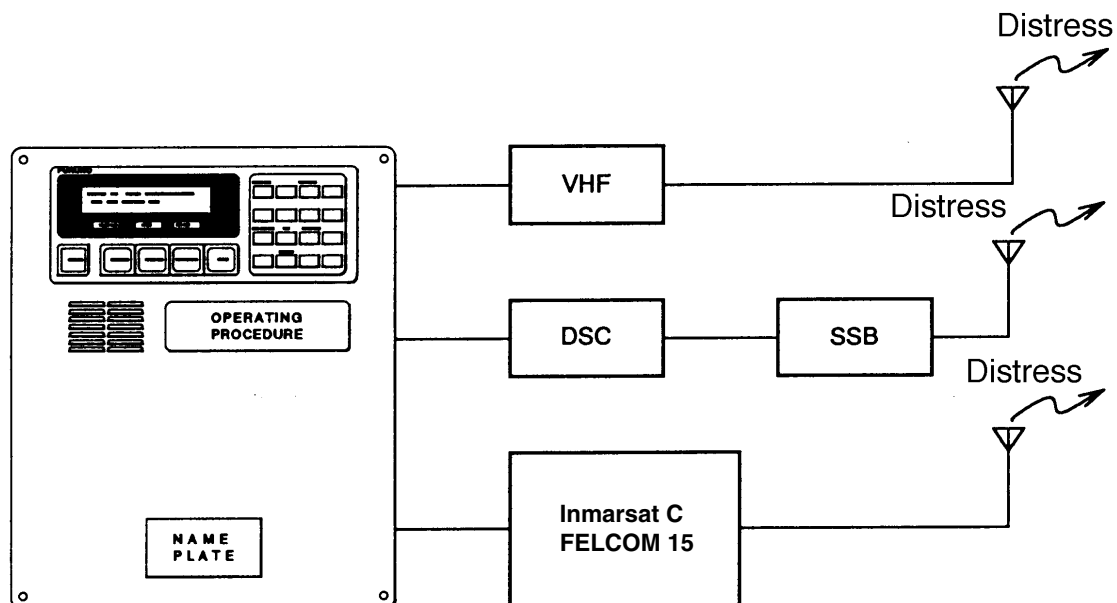 Distress
VHF
Distress
OPERATING
PROCEDURE
DSC
SSB
Distress
Inmarsat C
FELCOM 15
NAME
PLATE